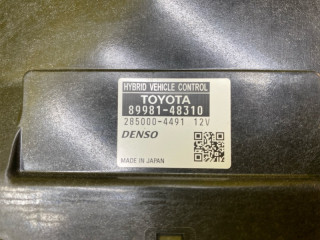 HYBRID VEHICLE CONTROL
TOYOTA
89981-48310
285000-4491 12V
DENSO
MADE IN JAPAN